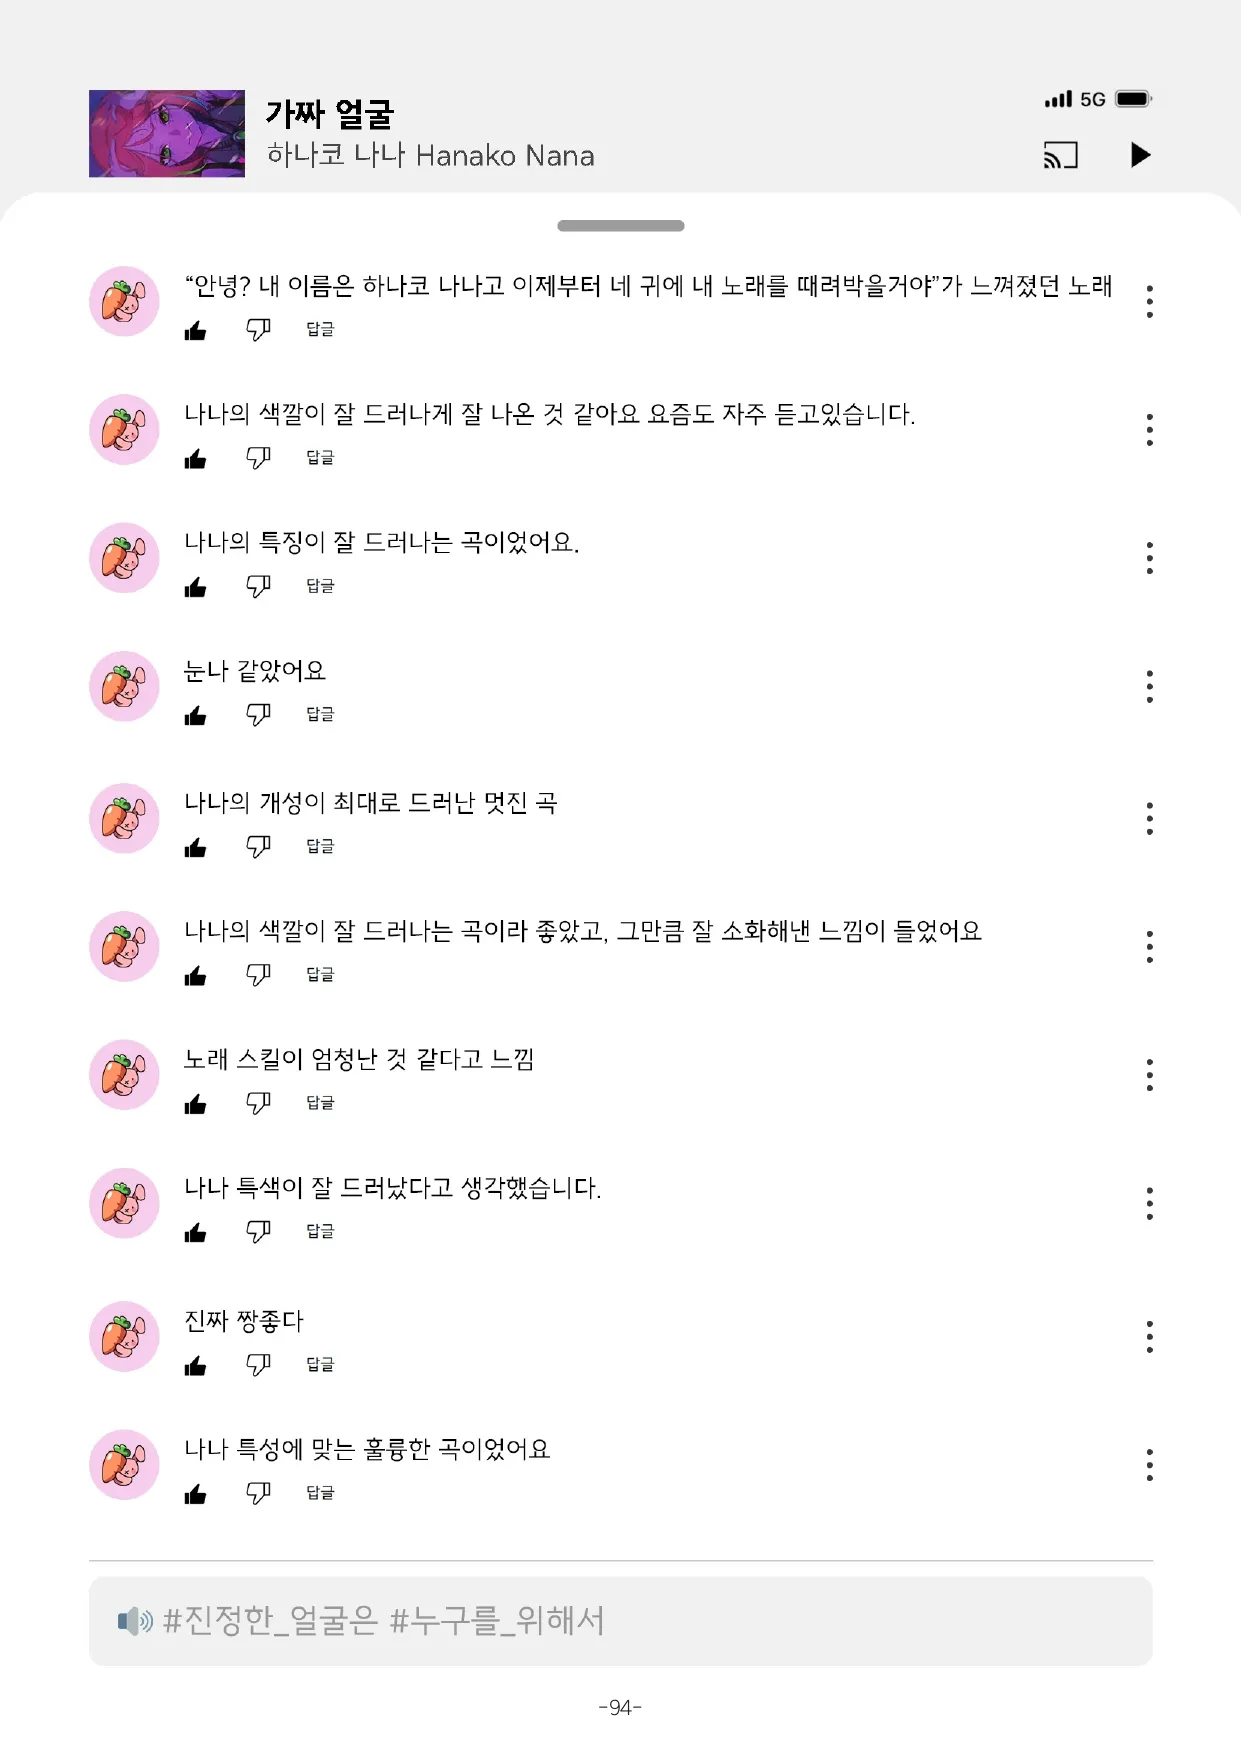 가짜 얼굴
하나코 나나 Hanako Nana
5G
“안녕? 내 이름은 하나코 나나고 이제부터 네 귀에 내 노래를 때려박을거야”가 느껴졌던 노래
답글
나나의 색깔이 잘 드러나게 잘 나온 것 같아요 요즘도 자주 듣고있습니다.
답글
나나의 특징이 잘 드러나는 곡이었어요.
답글
눈나 같았어요
답글
나나의 개성이 최대로 드러난 멋진 곡
답글
나나의 색깔이 잘 드러나는 곡이라 좋았고, 그만큼 잘 소화해낸 느낌이 들었어요
답글
노래 스킬이 엄청난 것 같다고 느낌
답글
나나 특색이 잘 드러났다고 생각했습니다.
답글
진짜 짱좋다
답글
나나 특성에 맞는 훌륭한 곡이었어요
답글
#진정한_얼굴은 #누구를_위해서
-94-